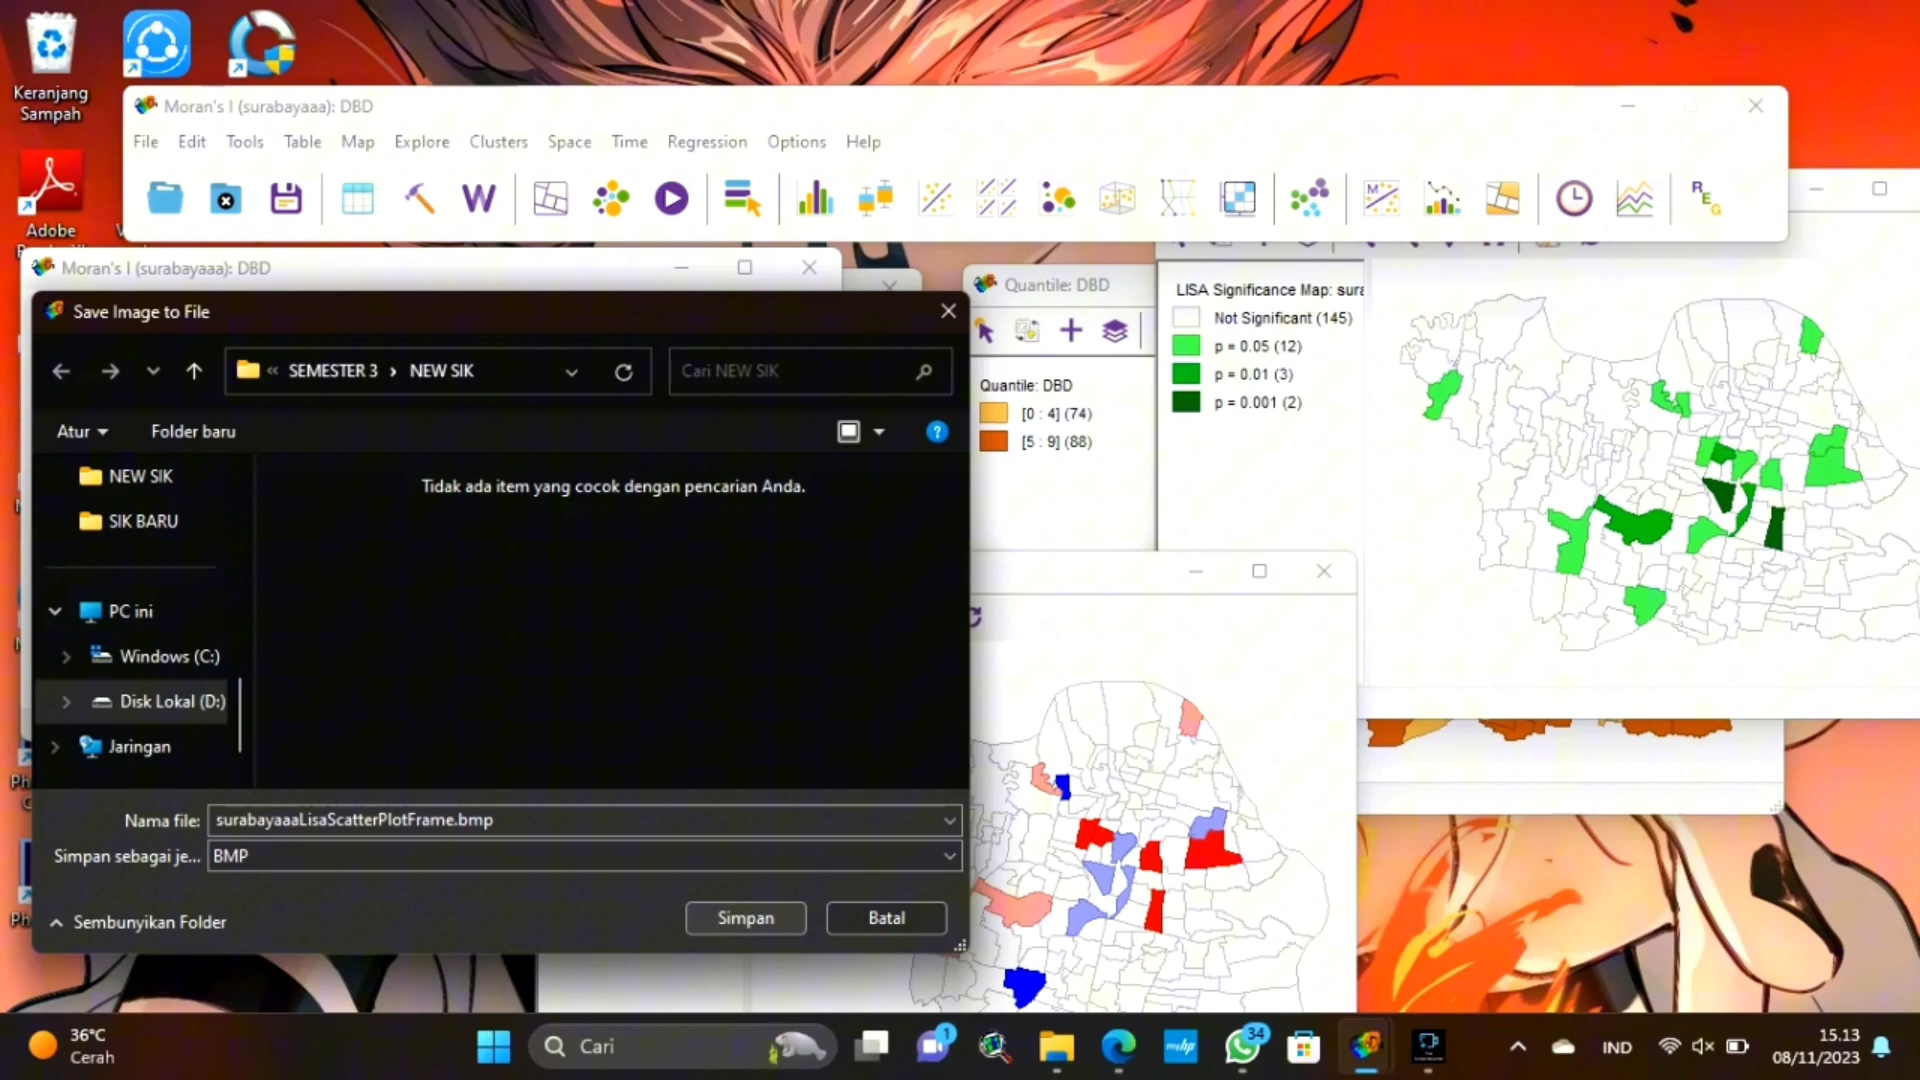 Keranjang
Sampah
Adobe
Moran's I (surabayaaa): DBD
File Edit Tools Table Map Explore Clusters Space Time Regression Options Help
W
M
REG
Moran's I (surabayaaa): DBD
Save Image to File
« SEMESTER 3 › NEW SIK
Cari NEW SIK
Atur
Folder baru
?
NEW SIK
SIK BARU
PC ini
Windows (C:)
Disk Lokal (D:)
Jaringan
Tidak ada item yang cocok dengan pencarian Anda.
Nama file: surabayaaaLisaScatterPlotFrame.bmp
Simpan sebagai je... BMP
Sembunyikan Folder
Simpan
Batal
Quantile: DBD
Quantile: DBD
[0 : 4] (74)
[5 : 9] (88)
LISA Significance Map: sura
Not Significant (145)
p = 0.05 (12)
p = 0.01 (3)
p = 0.001 (2)
36°C
Cerah
Cari
1
myhp
34
IND
15.13
08/11/2023